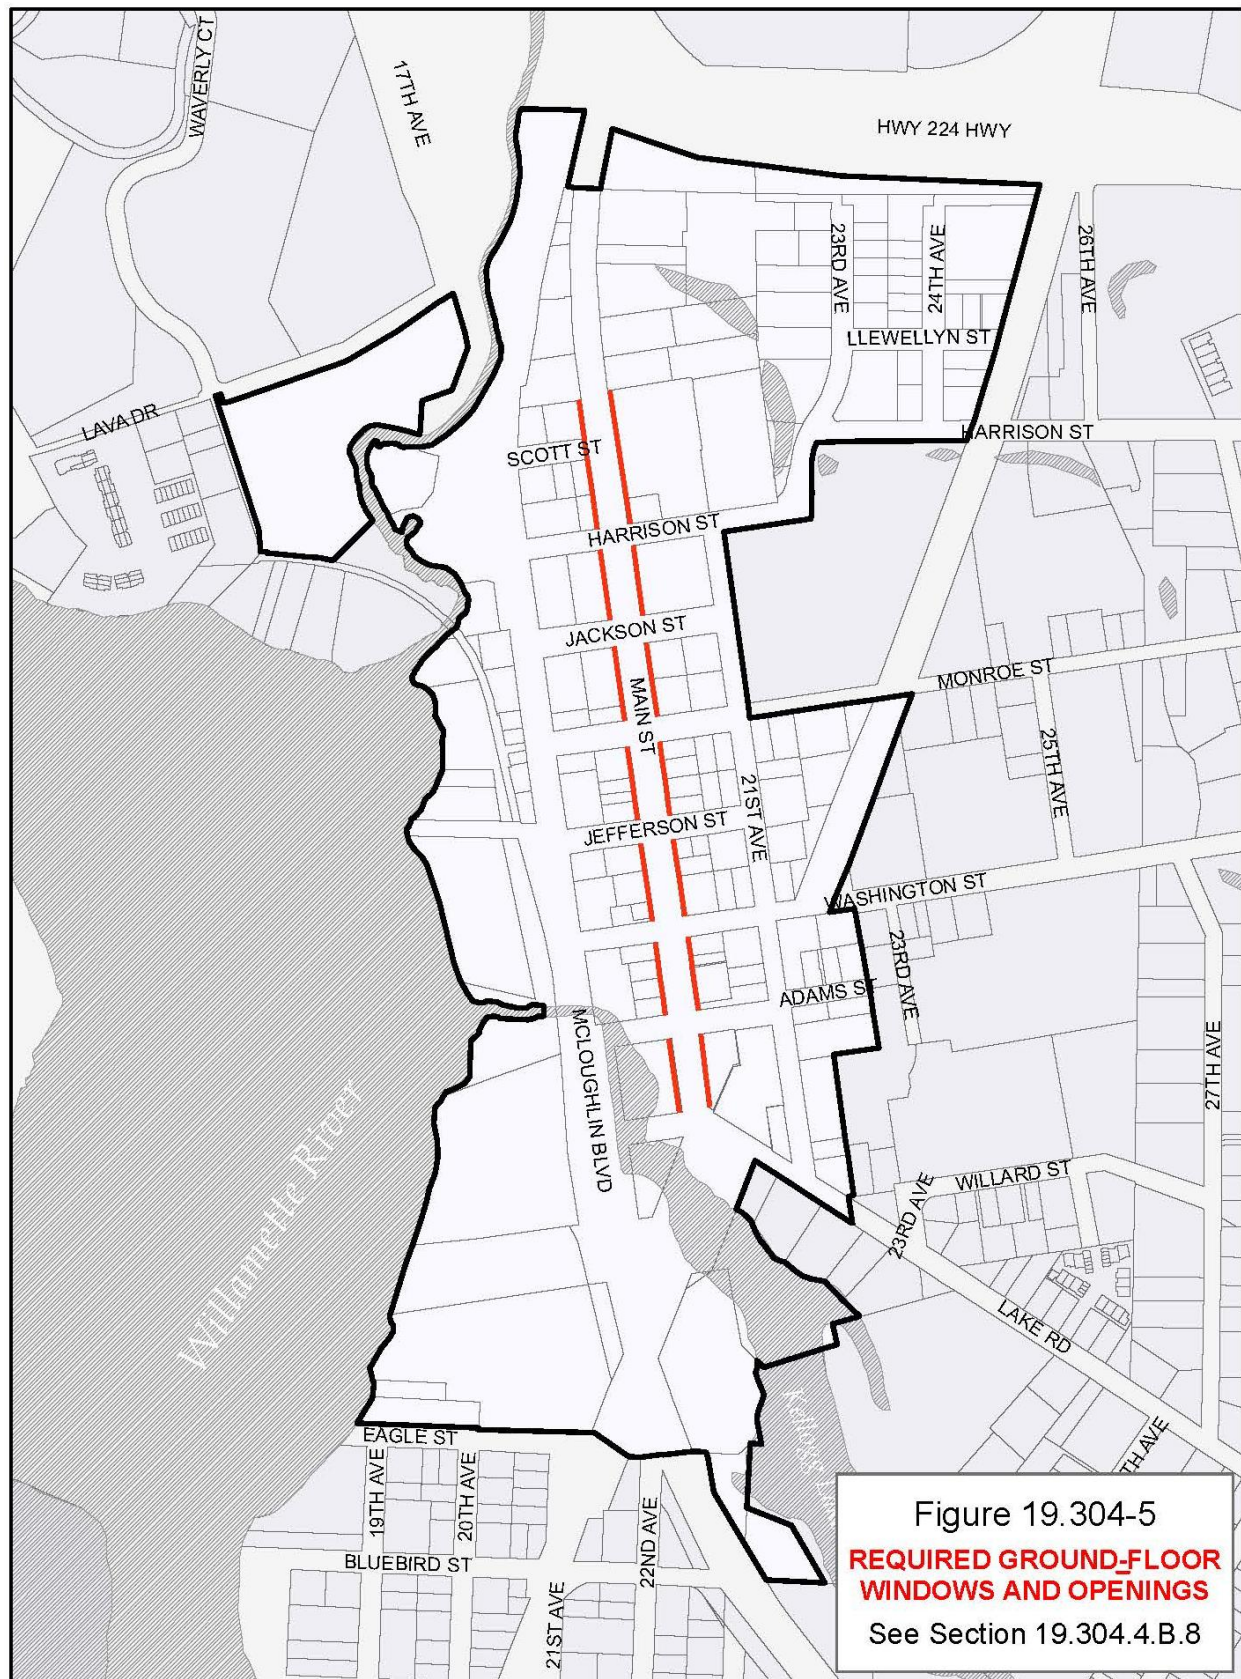 WAVERLY CT
17TH AVE
HWY 224 HWY
23RD AVE
24TH AVE
26TH AVE
LLEWELLYN ST
LAVA DR
HARRISON ST
SCOTT ST
HARRISON ST
JACKSON ST
MAIN ST
MONROE ST
25TH AVE
21ST AVE
JEFFERSON ST
WASHINGTON ST
23RD AVE
ADAMS ST
MCLOUGHLIN BLVD
27TH AVE
Willamette River
WILLARD ST
23RD AVE
LAKE RD
Kellogg
EAGLE ST
19TH AVE
20TH AVE
22ND AVE
TH AVE
BLUEBIRD ST
21ST AVE
Figure 19.304-5
REQUIRED GROUND-FLOOR
WINDOWS AND OPENINGS
See Section 19.304.4.B.8